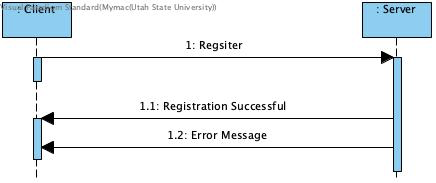 Visual Paradigm Standard(Mymac(Utah State University))
: Client
: Server
1: Regsiter
1.1: Registration Successful
1.2: Error Message